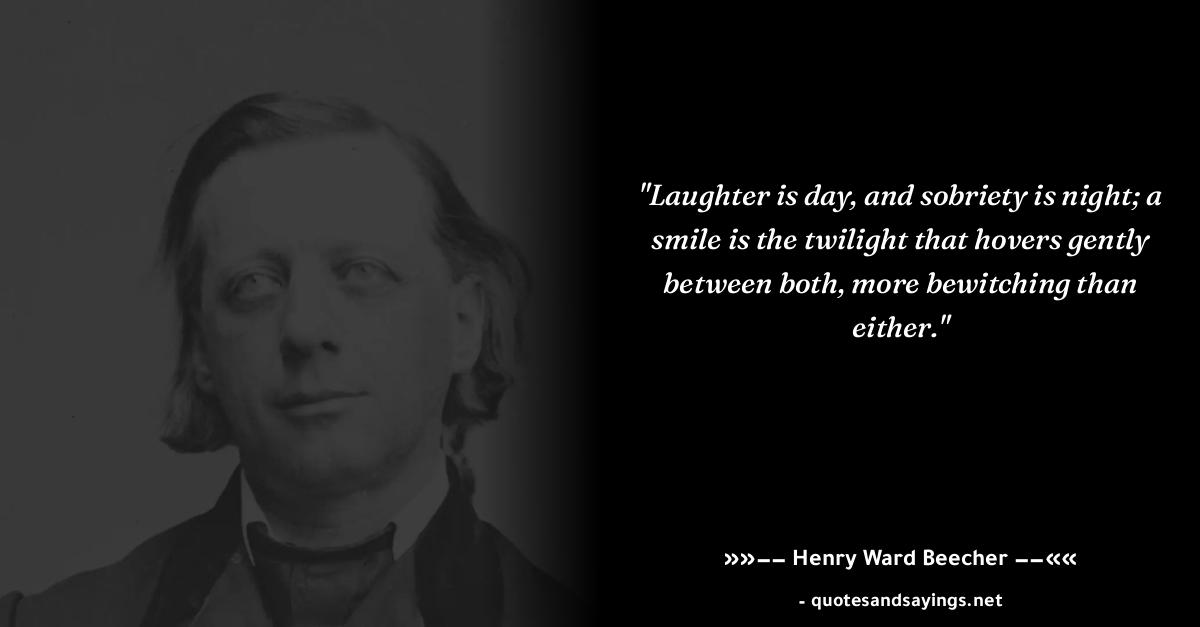 "Laughter is day, and sobriety is night; a
smile is the twilight that hovers gently
between both, more bewitching than
either."
»»–– Henry Ward Beecher ––««
- quotesandsayings.net